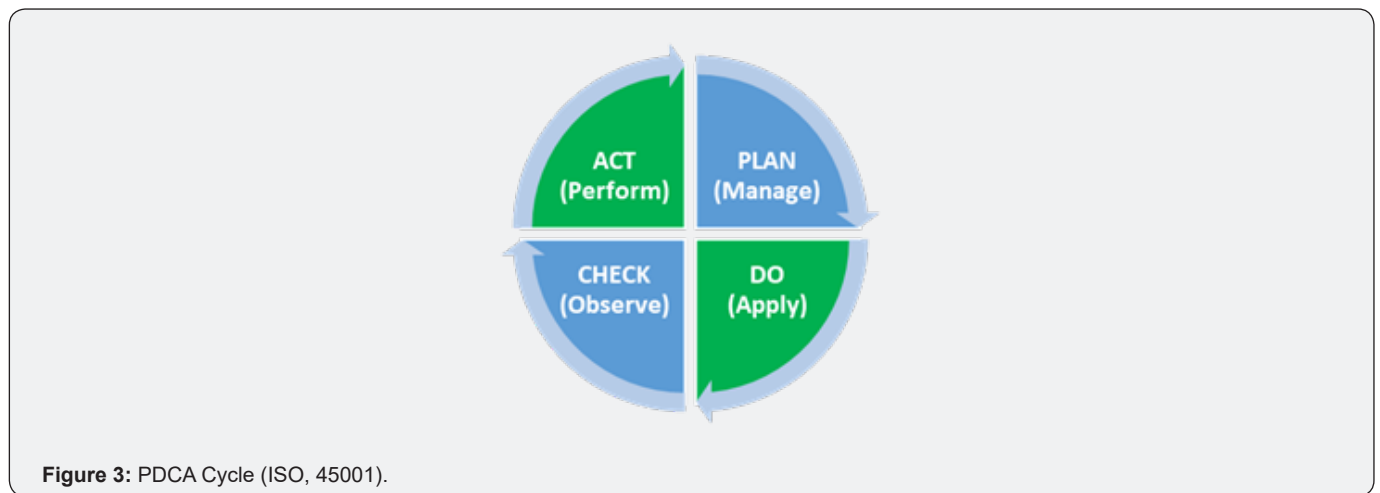 ACT
(Perform)
PLAN
(Manage)
CHECK
(Observe)
DO
(Apply)
Figure 3: PDCA Cycle (ISO, 45001).